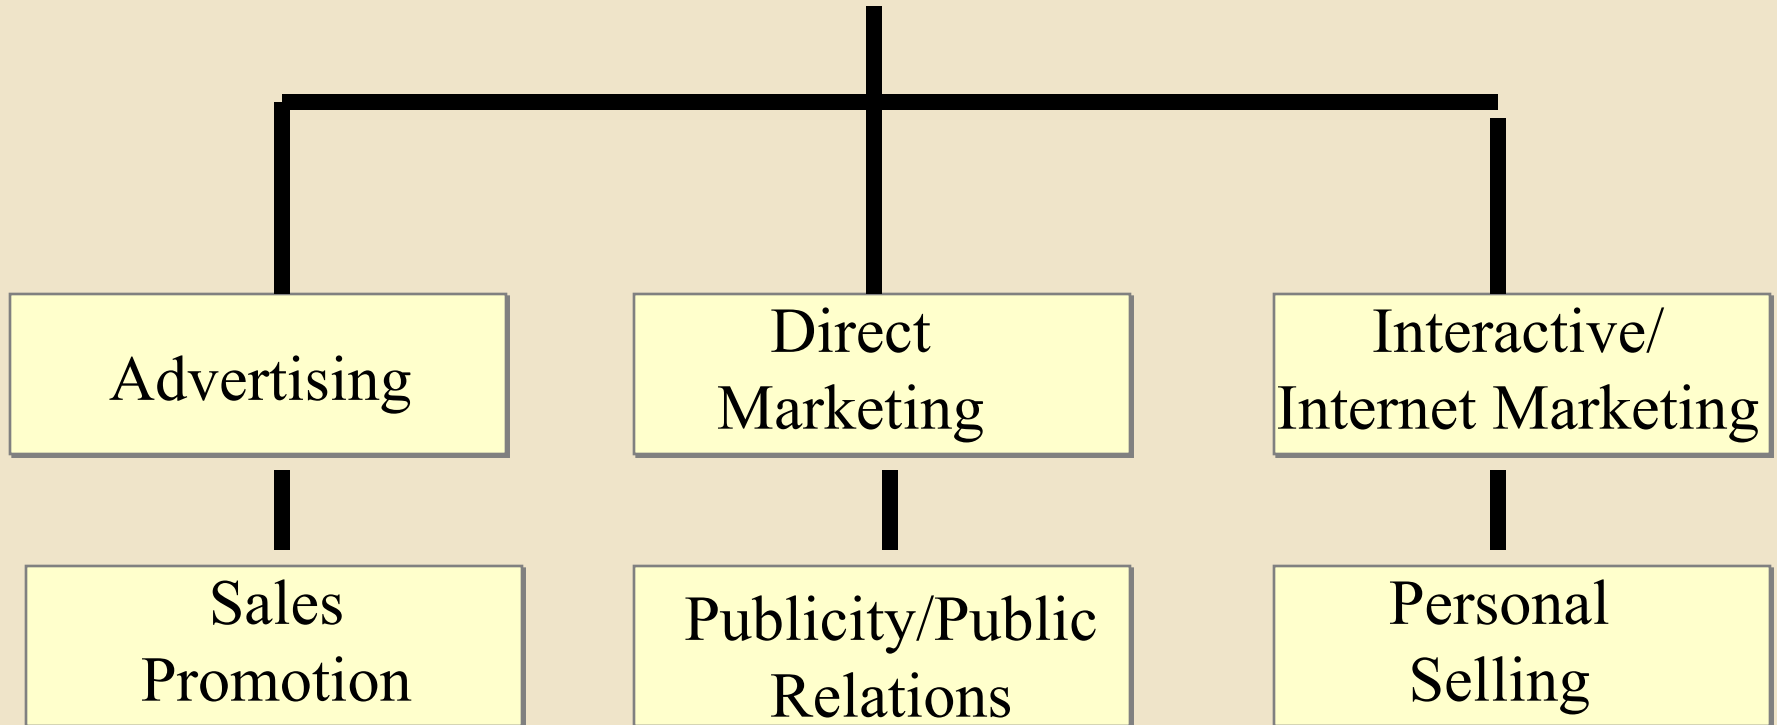 Advertising
Direct
Marketing
Interactive/
Internet Marketing
Sales
Promotion
Publicity/Public
Relations
Personal
Selling